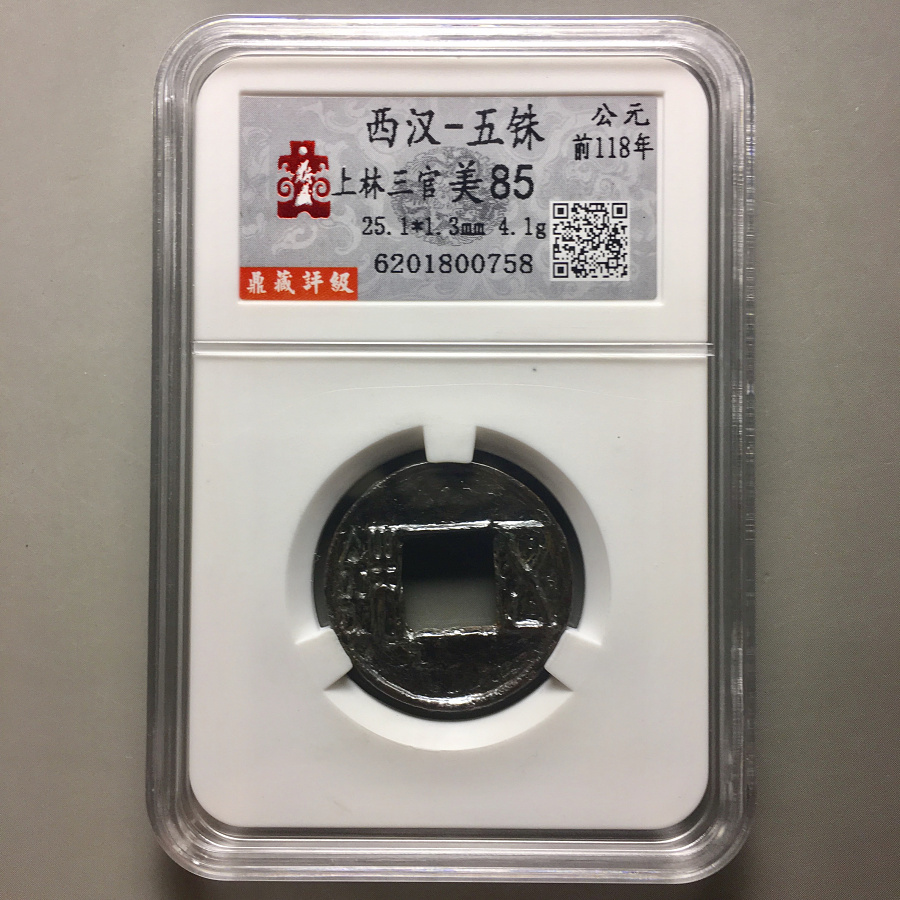 西汉-五铢
公元
前118年
上林三官 美85
25.1*1.3mm 4.1g
6201800758
鼎藏評級
五